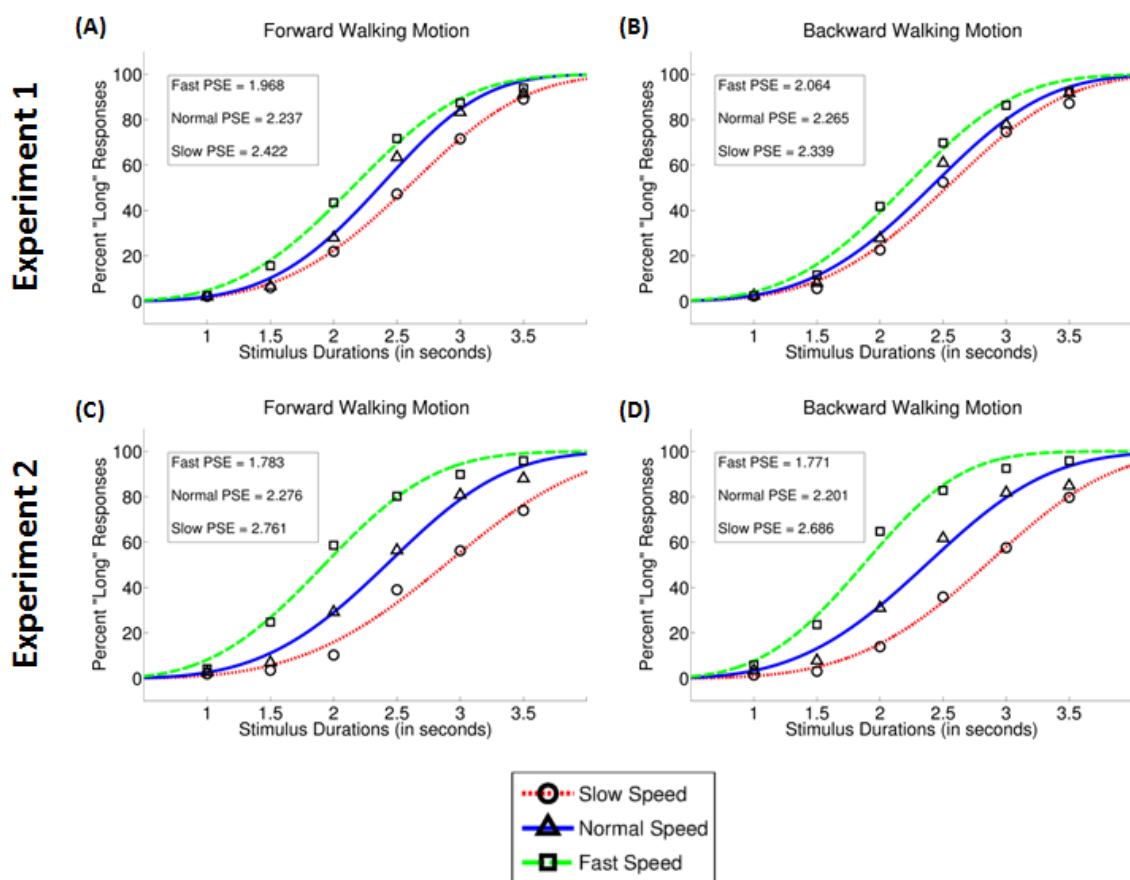 Experiment 1
(A)
Forward Walking Motion
Percent "Long" Responses
100
80
60
40
20
0
Fast PSE = 1.968
Normal PSE = 2.237
Slow PSE = 2.422
1 1.5 2 2.5 3 3.5
Stimulus Durations (in seconds)
(B)
Backward Walking Motion
Percent "Long" Responses
100
80
60
40
20
0
Fast PSE = 2.064
Normal PSE = 2.265
Slow PSE = 2.339
1 1.5 2 2.5 3 3.5
Stimulus Durations (in seconds)
Experiment 2
(C)
Forward Walking Motion
Percent "Long" Responses
100
80
60
40
20
0
Fast PSE = 1.783
Normal PSE = 2.276
Slow PSE = 2.761
1 1.5 2 2.5 3 3.5
Stimulus Durations (in seconds)
(D)
Backward Walking Motion
Percent "Long" Responses
100
80
60
40
20
0
Fast PSE = 1.771
Normal PSE = 2.201
Slow PSE = 2.686
1 1.5 2 2.5 3 3.5
Stimulus Durations (in seconds)
Slow Speed
Normal Speed
Fast Speed